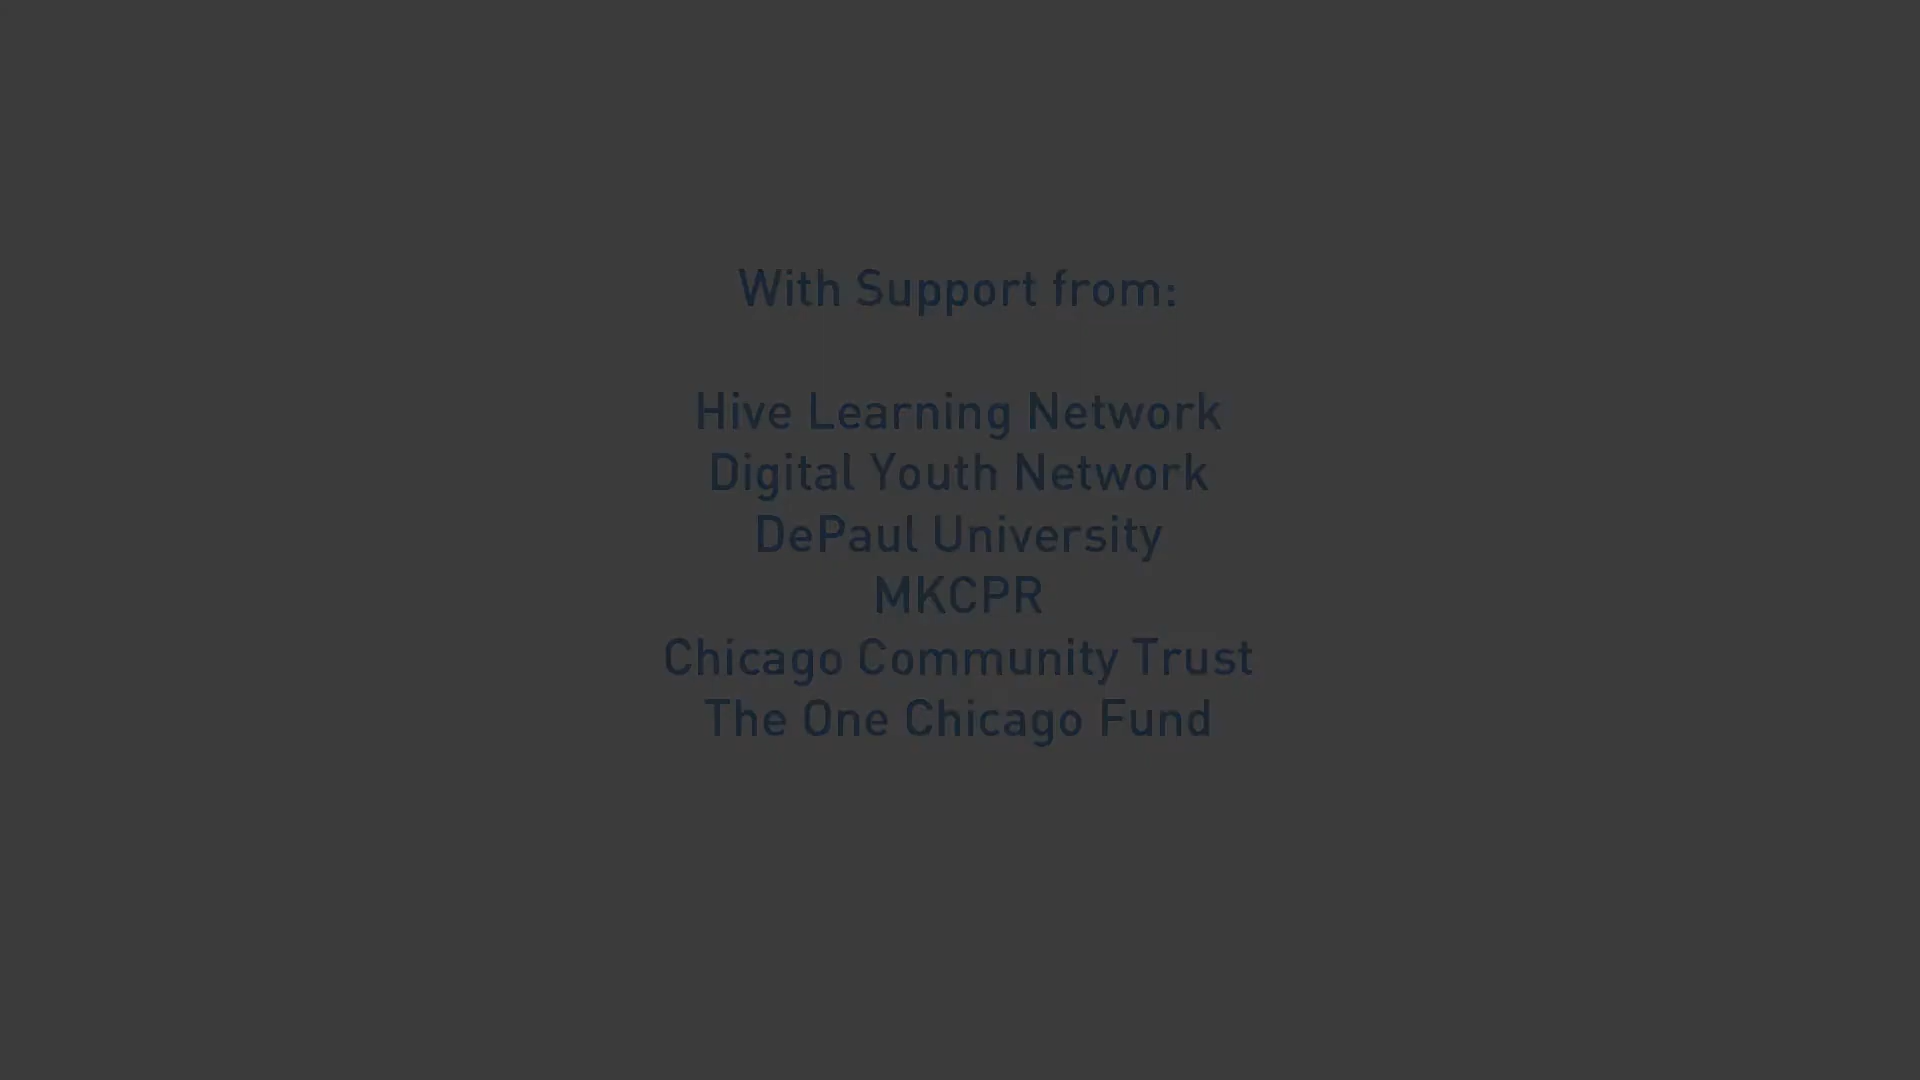 With Support from:
Hive Learning Network
Digital Youth Network
DePaul University
MKCPR
Chicago Community Trust
The One Chicago Fund